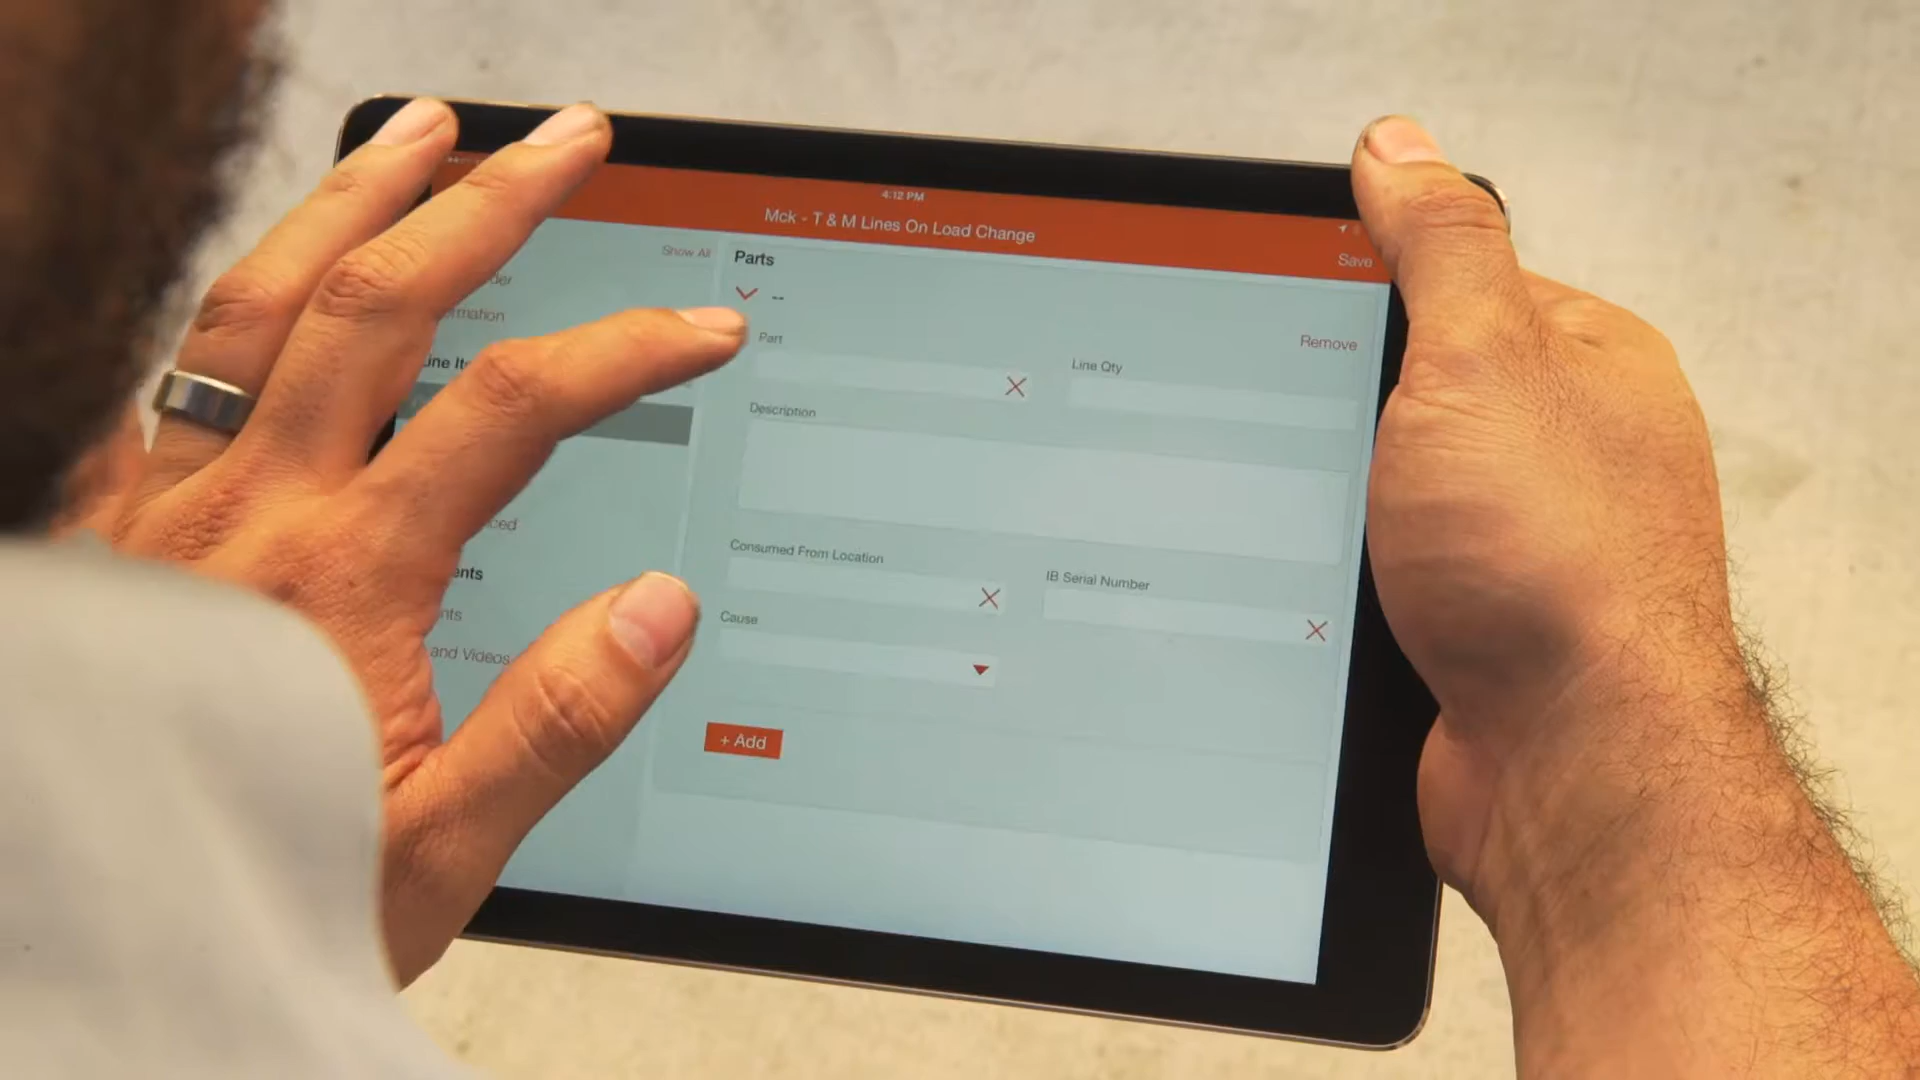 4:12 PM
Mck - T & M Lines On Load Change
Save
Show All
Parts
--
Part
Remove
Line Qty
Description
Consumed From Location
IB Serial Number
Cause
+ Add
and Videos